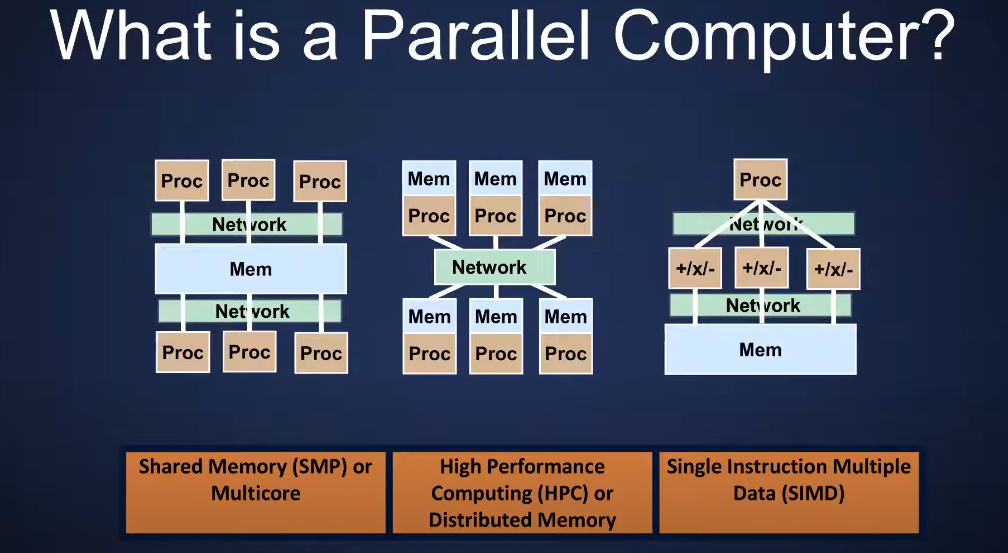 What is a Parallel Computer?
Proc Proc Proc
Network
Mem
Network
Proc Proc Proc
Mem Mem Mem
Proc Proc Proc
Network
Mem Mem Mem
Proc Proc Proc
Proc
Network
+/x/- +/x/- +/x/-
Network
Mem
Shared Memory (SMP) or
Multicore
High Performance
Computing (HPC) or
Distributed Memory
Single Instruction Multiple
Data (SIMD)